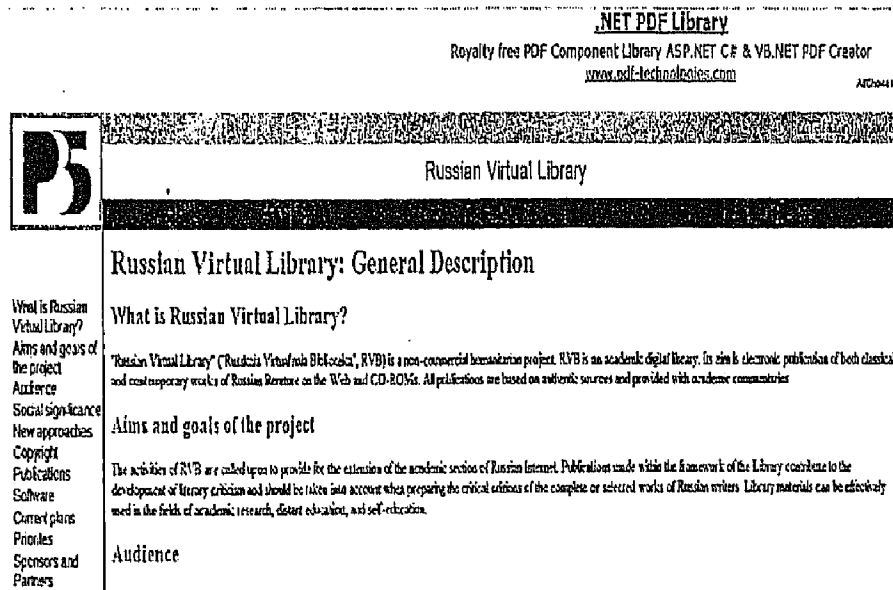 .NET PDF Library
Royalty free PDF Component Library ASP.NET C# & VB.NET PDF Creator
www.pdf-technologies.com
Russian Virtual Library
Russian Virtual Library: General Description
What is Russian
Virtual Library?
Aims and goals of
the project
Audience
Social significance
New approaches
Copyright
Publications
Software
Current plans
Priorites
Sponsors and
Partners
What is Russian Virtual Library?
"Russian Virtual Library" ("Russkaia Virtual'naia Biblioteka", RVB) is a non-commercial humanitarian project. RVB is an academic digital library. Its aim is electronic publication of both classical
and contemporary works of Russian literature on the Web and CD-ROMs. All publications are based on authentic sources and provided with academic commentaries
Aims and goals of the project
The activities of RVB are called upon to provide for the extention of the academic section of Russian Internet. Publications made within the framework of the Library contribute to the
development of literary criticism and should be taken into account when preparing the critical editions of the complete or selected works of Russian writers. Library materials can be effectively
used in the fields of academic research, distant education, and self-education.
Audience